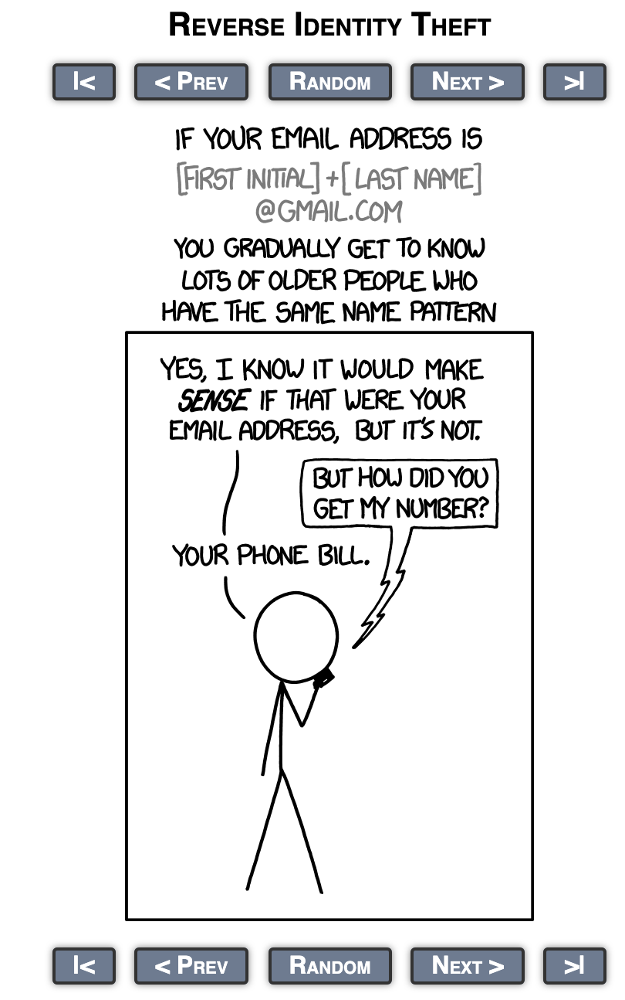 Reverse Identity Theft
|< < Prev Random Next > >|
IF YOUR EMAIL ADDRESS IS
[FIRST INITIAL]+[LAST NAME]
@GMAIL.COM
YOU GRADUALLY GET TO KNOW
LOTS OF OLDER PEOPLE WHO
HAVE THE SAME NAME PATTERN
YES, I KNOW IT WOULD MAKE
SENSE IF THAT WERE YOUR
EMAIL ADDRESS, BUT IT'S NOT.
BUT HOW DID YOU
GET MY NUMBER?
YOUR PHONE BILL.
|< < Prev Random Next > >|